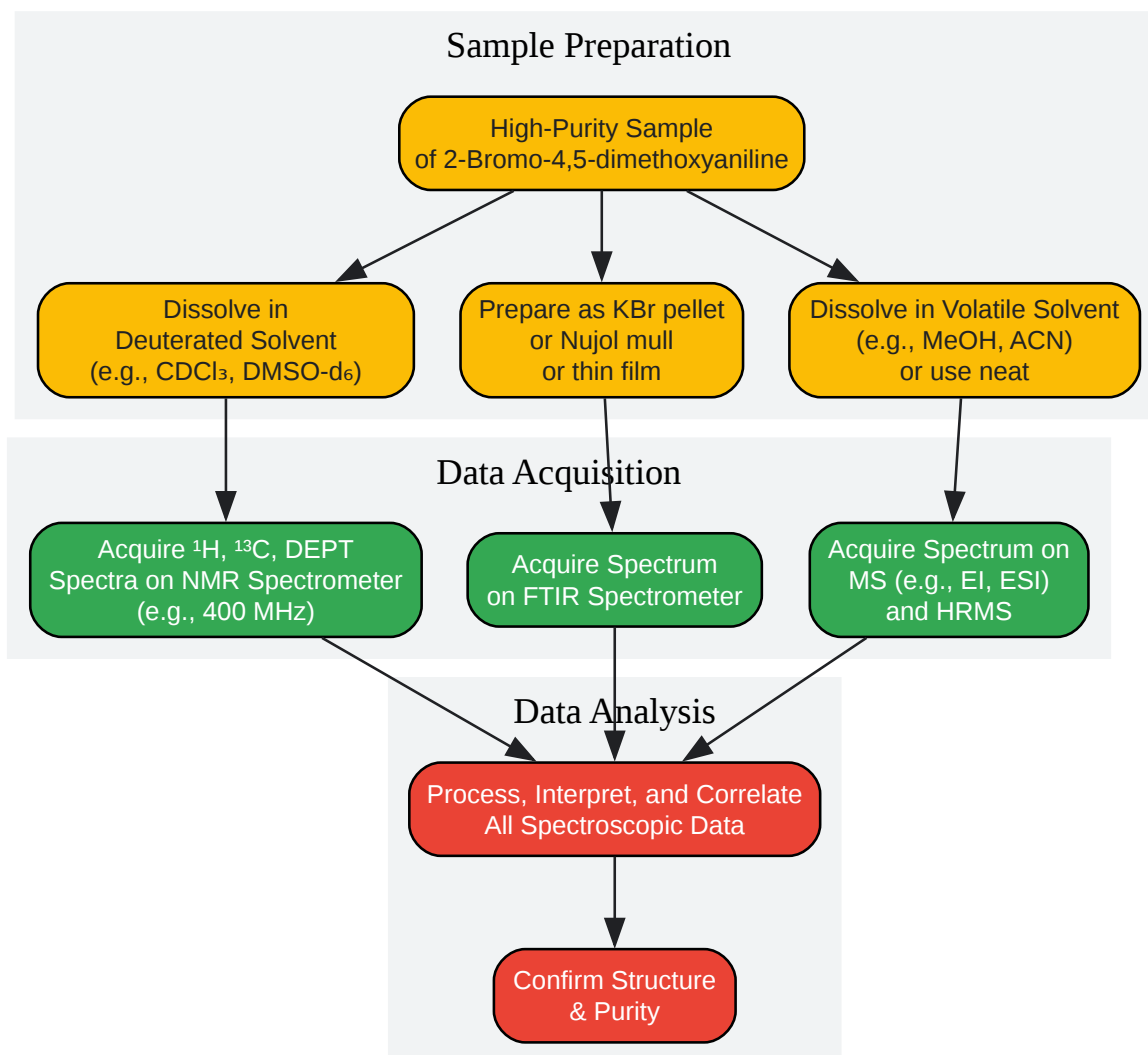 Sample Preparation
High-Purity Sample
of 2-Bromo-4,5-dimethoxyaniline
Dissolve in
Deuterated Solvent
(e.g., CDCl₃, DMSO-d₆)
Prepare as KBr pellet
or Nujol mull
or thin film
Dissolve in Volatile Solvent
(e.g., MeOH, ACN)
or use neat
Data Acquisition
Acquire ¹H, ¹³C, DEPT
Spectra on NMR Spectrometer
(e.g., 400 MHz)
Acquire Spectrum
on FTIR Spectrometer
Acquire Spectrum on
MS (e.g., EI, ESI)
and HRMS
Data Analysis
Process, Interpret, and Correlate
All Spectroscopic Data
Confirm Structure
& Purity